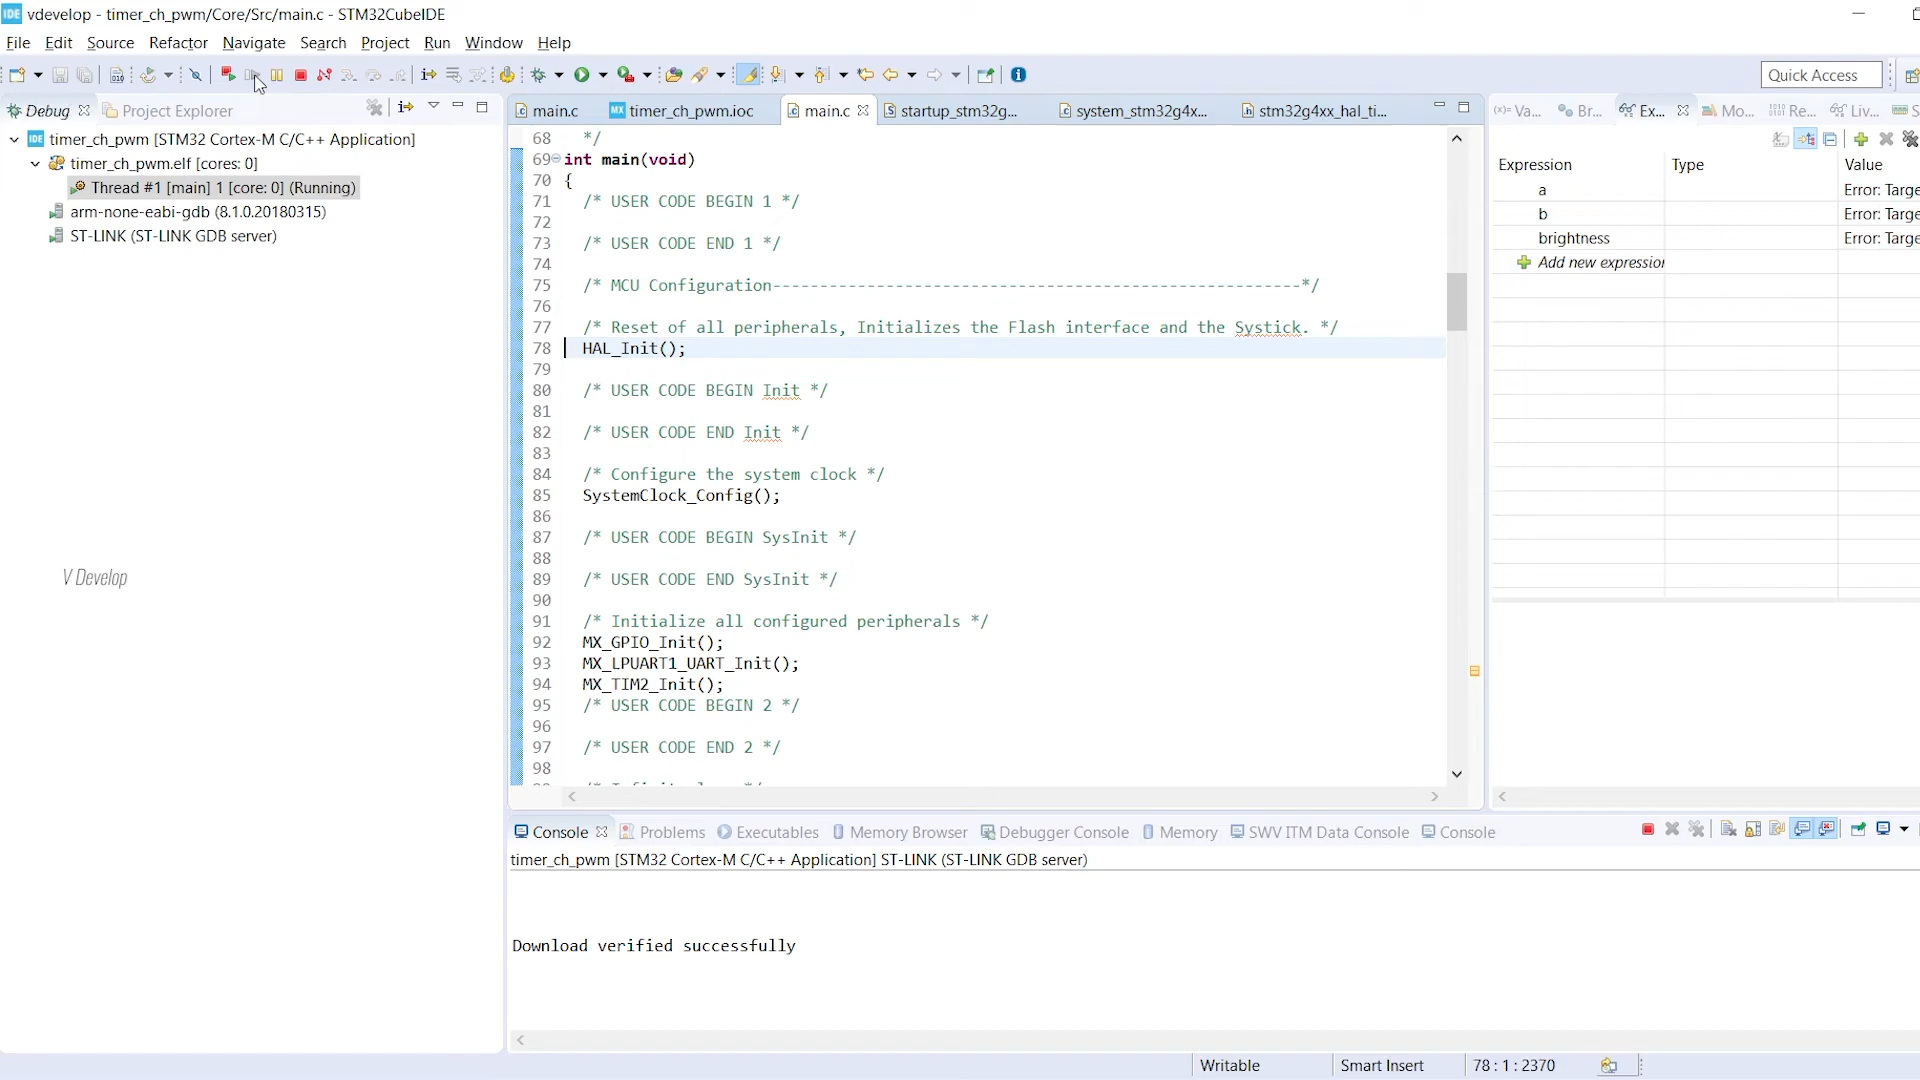 IDE vdevelop - timer_ch_pwm/Core/Src/main.c - STM32CubeIDE
File Edit Source Refactor Navigate Search Project Run Window Help
Quick Access
Debug Project Explorer
timer_ch_pwm [STM32 Cortex-M C/C++ Application]
timer_ch_pwm.elf [cores: 0]
Thread #1 [main] 1 [core: 0] (Running)
arm-none-eabi-gdb (8.1.0.20180315)
ST-LINK (ST-LINK GDB server)
V Develop
main.c timer_ch_pwm.ioc main.c startup_stm32g... system_stm32g4x... stm32g4xx_hal_ti...
68 */
69 int main(void)
70 {
71 /* USER CODE BEGIN 1 */
72
73 /* USER CODE END 1 */
74
75 /* MCU Configuration--------------------------------------------------------*/
76
77 /* Reset of all peripherals, Initializes the Flash interface and the Systick. */
78 HAL_Init();
79
80 /* USER CODE BEGIN Init */
81
82 /* USER CODE END Init */
83
84 /* Configure the system clock */
85 SystemClock_Config();
86
87 /* USER CODE BEGIN SysInit */
88
89 /* USER CODE END SysInit */
90
91 /* Initialize all configured peripherals */
92 MX_GPIO_Init();
93 MX_LPUART1_UART_Init();
94 MX_TIM2_Init();
95 /* USER CODE BEGIN 2 */
96
97 /* USER CODE END 2 */
98
Va... Br... Ex... Mo... Re... Liv...
Expression Type Value
a Error: Targe
b Error: Targe
brightness Error: Targe
Add new expression
Console Problems Executables Memory Browser Debugger Console Memory SWV ITM Data Console Console
timer_ch_pwm [STM32 Cortex-M C/C++ Application] ST-LINK (ST-LINK GDB server)
Download verified successfully
Writable Smart Insert 78 : 1 : 2370